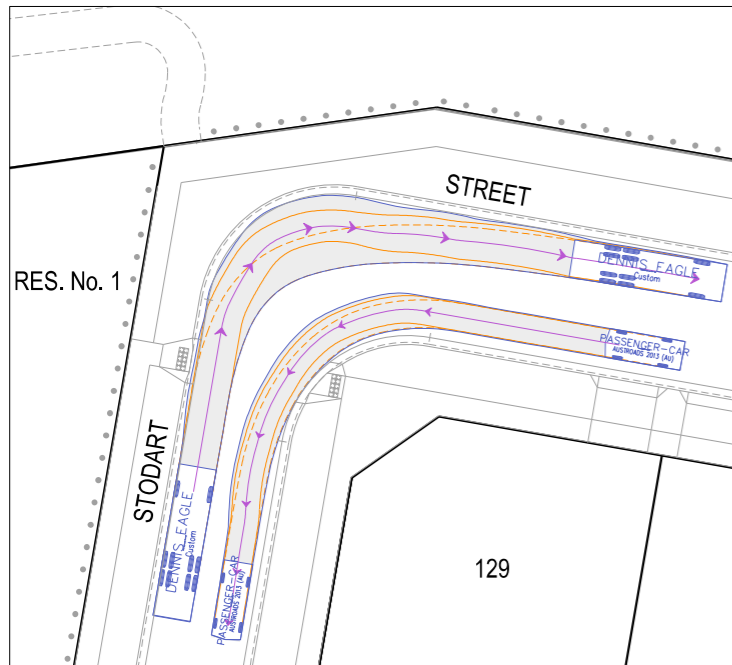 STREET
DENNIS_EAGLE
Custom
RES. No. 1
PASSENGER-CAR
AUSTROADS 2013 (AU)
STODART
DENNIS_EAGLE
Custom
PASSENGER-CAR
AUSTROADS 2013 (AU)
129